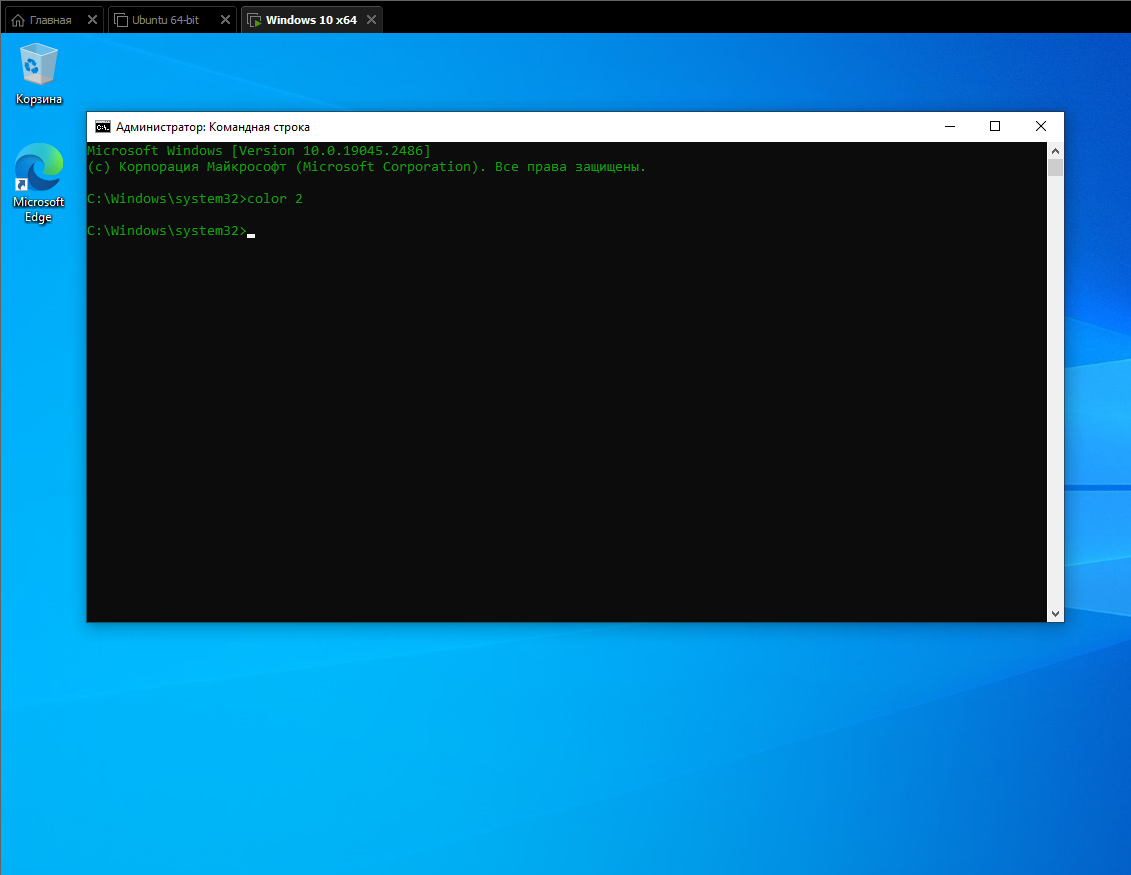 Главная
Ubuntu 64-bit
Windows 10 x64
Корзина
Microsoft
Edge
C:\.
Администратор: Командная строка
Microsoft Windows [Version 10.0.19045.2486]
(c) Корпорация Майкрософт (Microsoft Corporation). Все права защищены.
C:\Windows\system32>color 2
C:\Windows\system32>